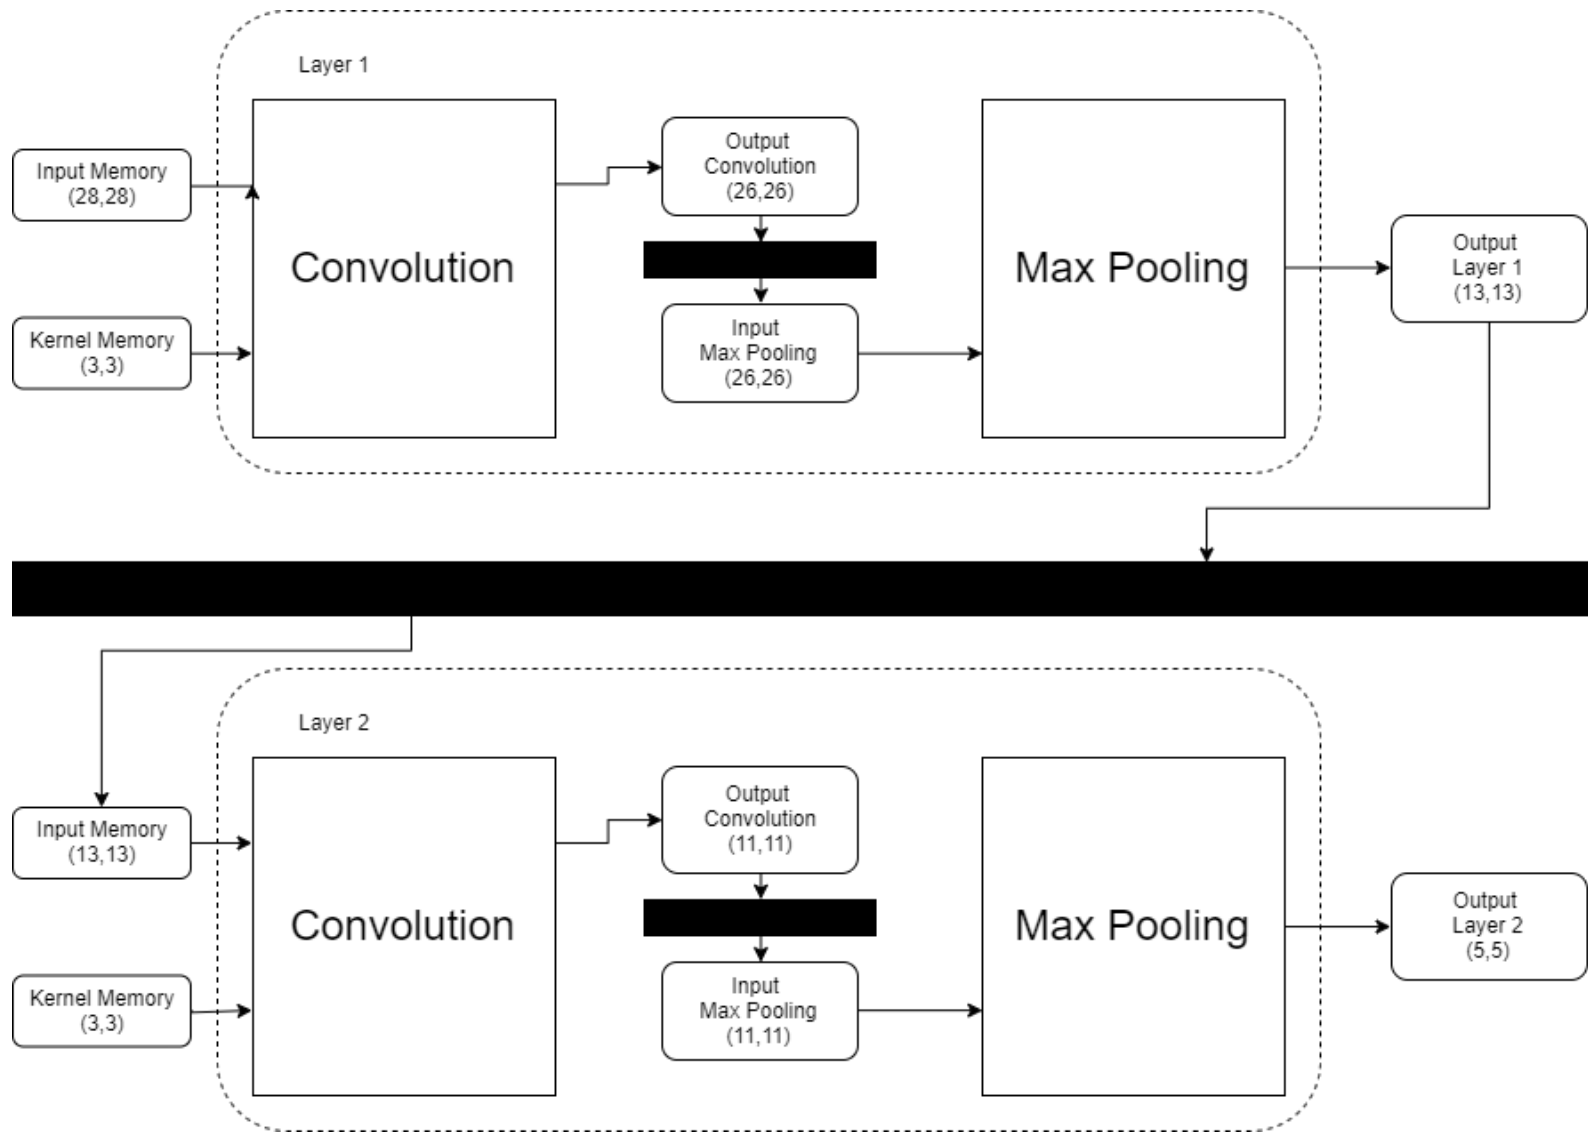 Layer 1
Input Memory
(28,28)
Kernel Memory
(3,3)
Convolution
Output
Convolution
(26,26)
Input
Max Pooling
(26,26)
Max Pooling
Output
Layer 1
(13,13)
Layer 2
Input Memory
(13,13)
Kernel Memory
(3,3)
Convolution
Output
Convolution
(11,11)
Input
Max Pooling
(11,11)
Max Pooling
Output
Layer 2
(5,5)